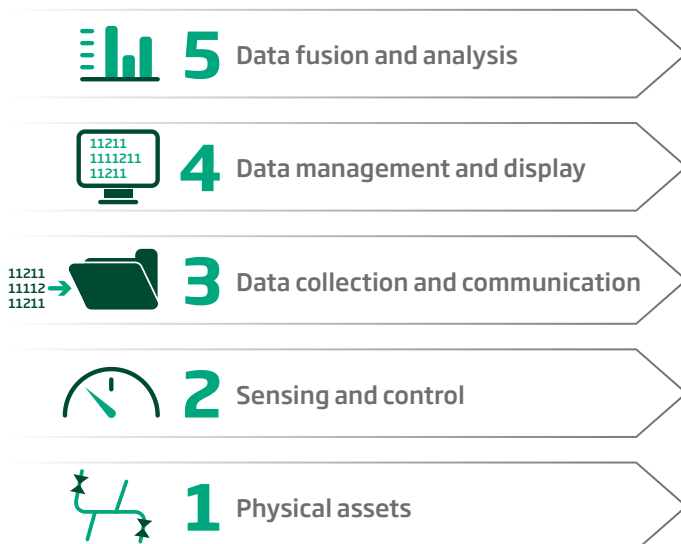 5 Data fusion and analysis
11211
1111211
11211
4 Data management and display
11211
11112
11211
3 Data collection and communication
2 Sensing and control
1 Physical assets